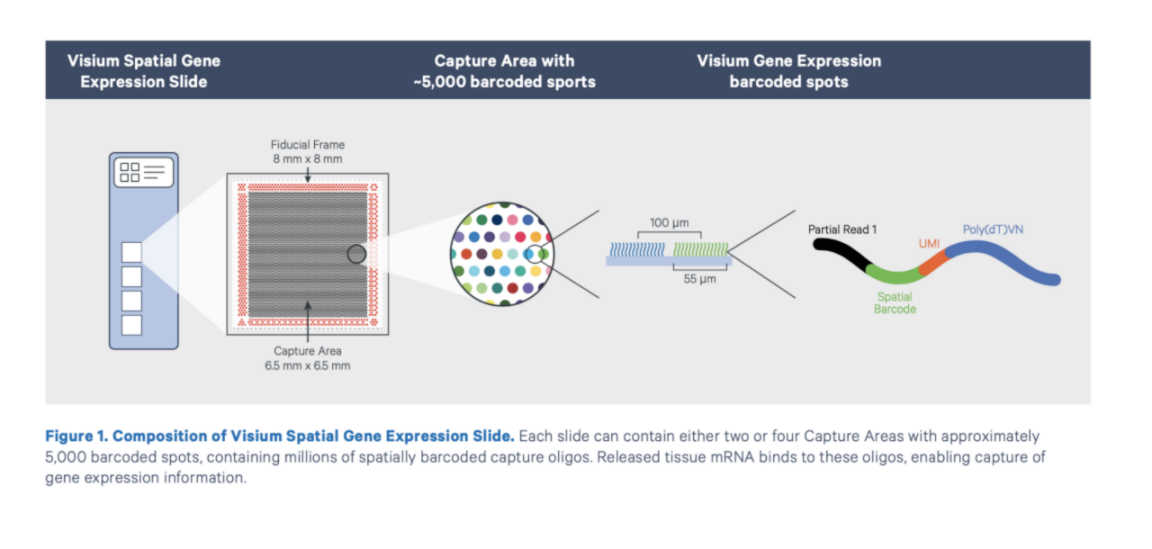 Visium Spatial Gene
Expression Slide
Capture Area with
~5,000 barcoded sports
Visium Gene Expression
barcoded spots
Fiducial Frame
8 mm x 8 mm
Capture Area
6.5 mm x 6.5 mm
100 µm
55 µm
Partial Read 1
Spatial
Barcode
UMI
Poly(dT)VN
Figure 1. Composition of Visium Spatial Gene Expression Slide. Each slide can contain either two or four Capture Areas with approximately
5,000 barcoded spots, containing millions of spatially barcoded capture oligos. Released tissue mRNA binds to these oligos, enabling capture of
gene expression information.